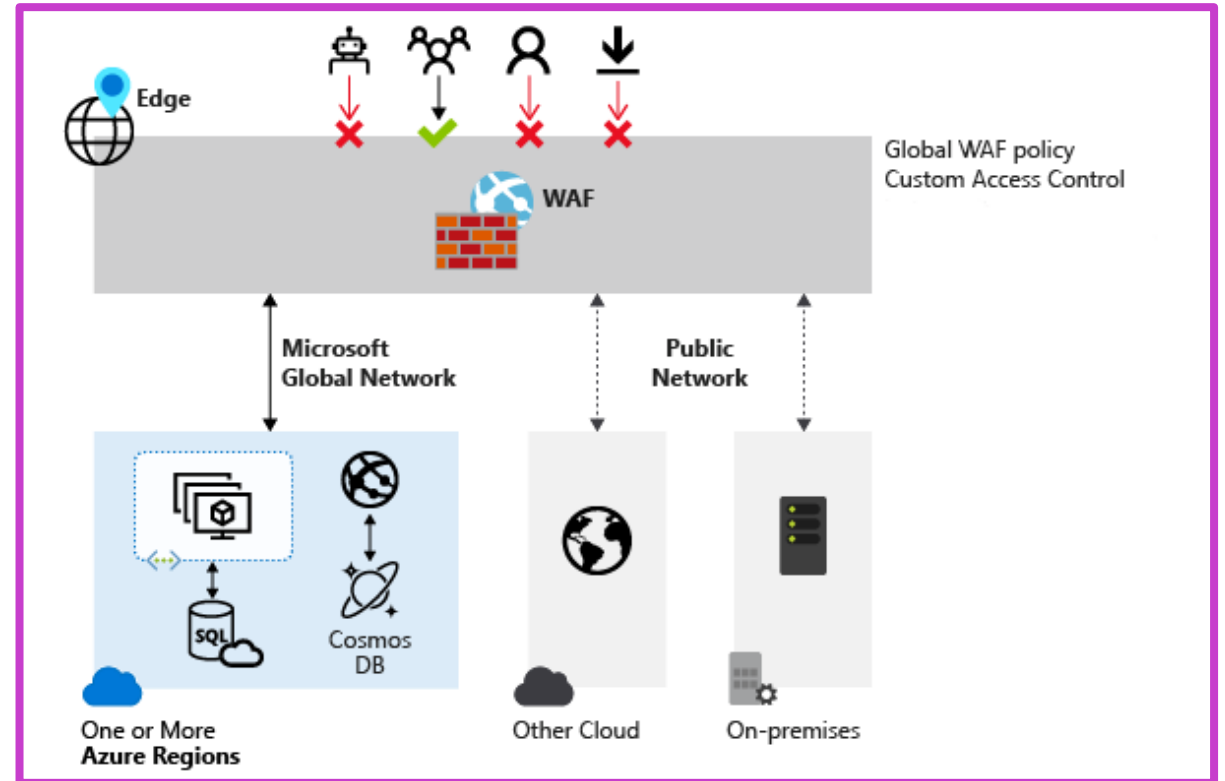 Edge
Global WAF policy
Custom Access Control
WAF
Microsoft
Global Network
Public
Network
SQL
Cosmos
DB
One or More
Azure Regions
Other Cloud
On-premises